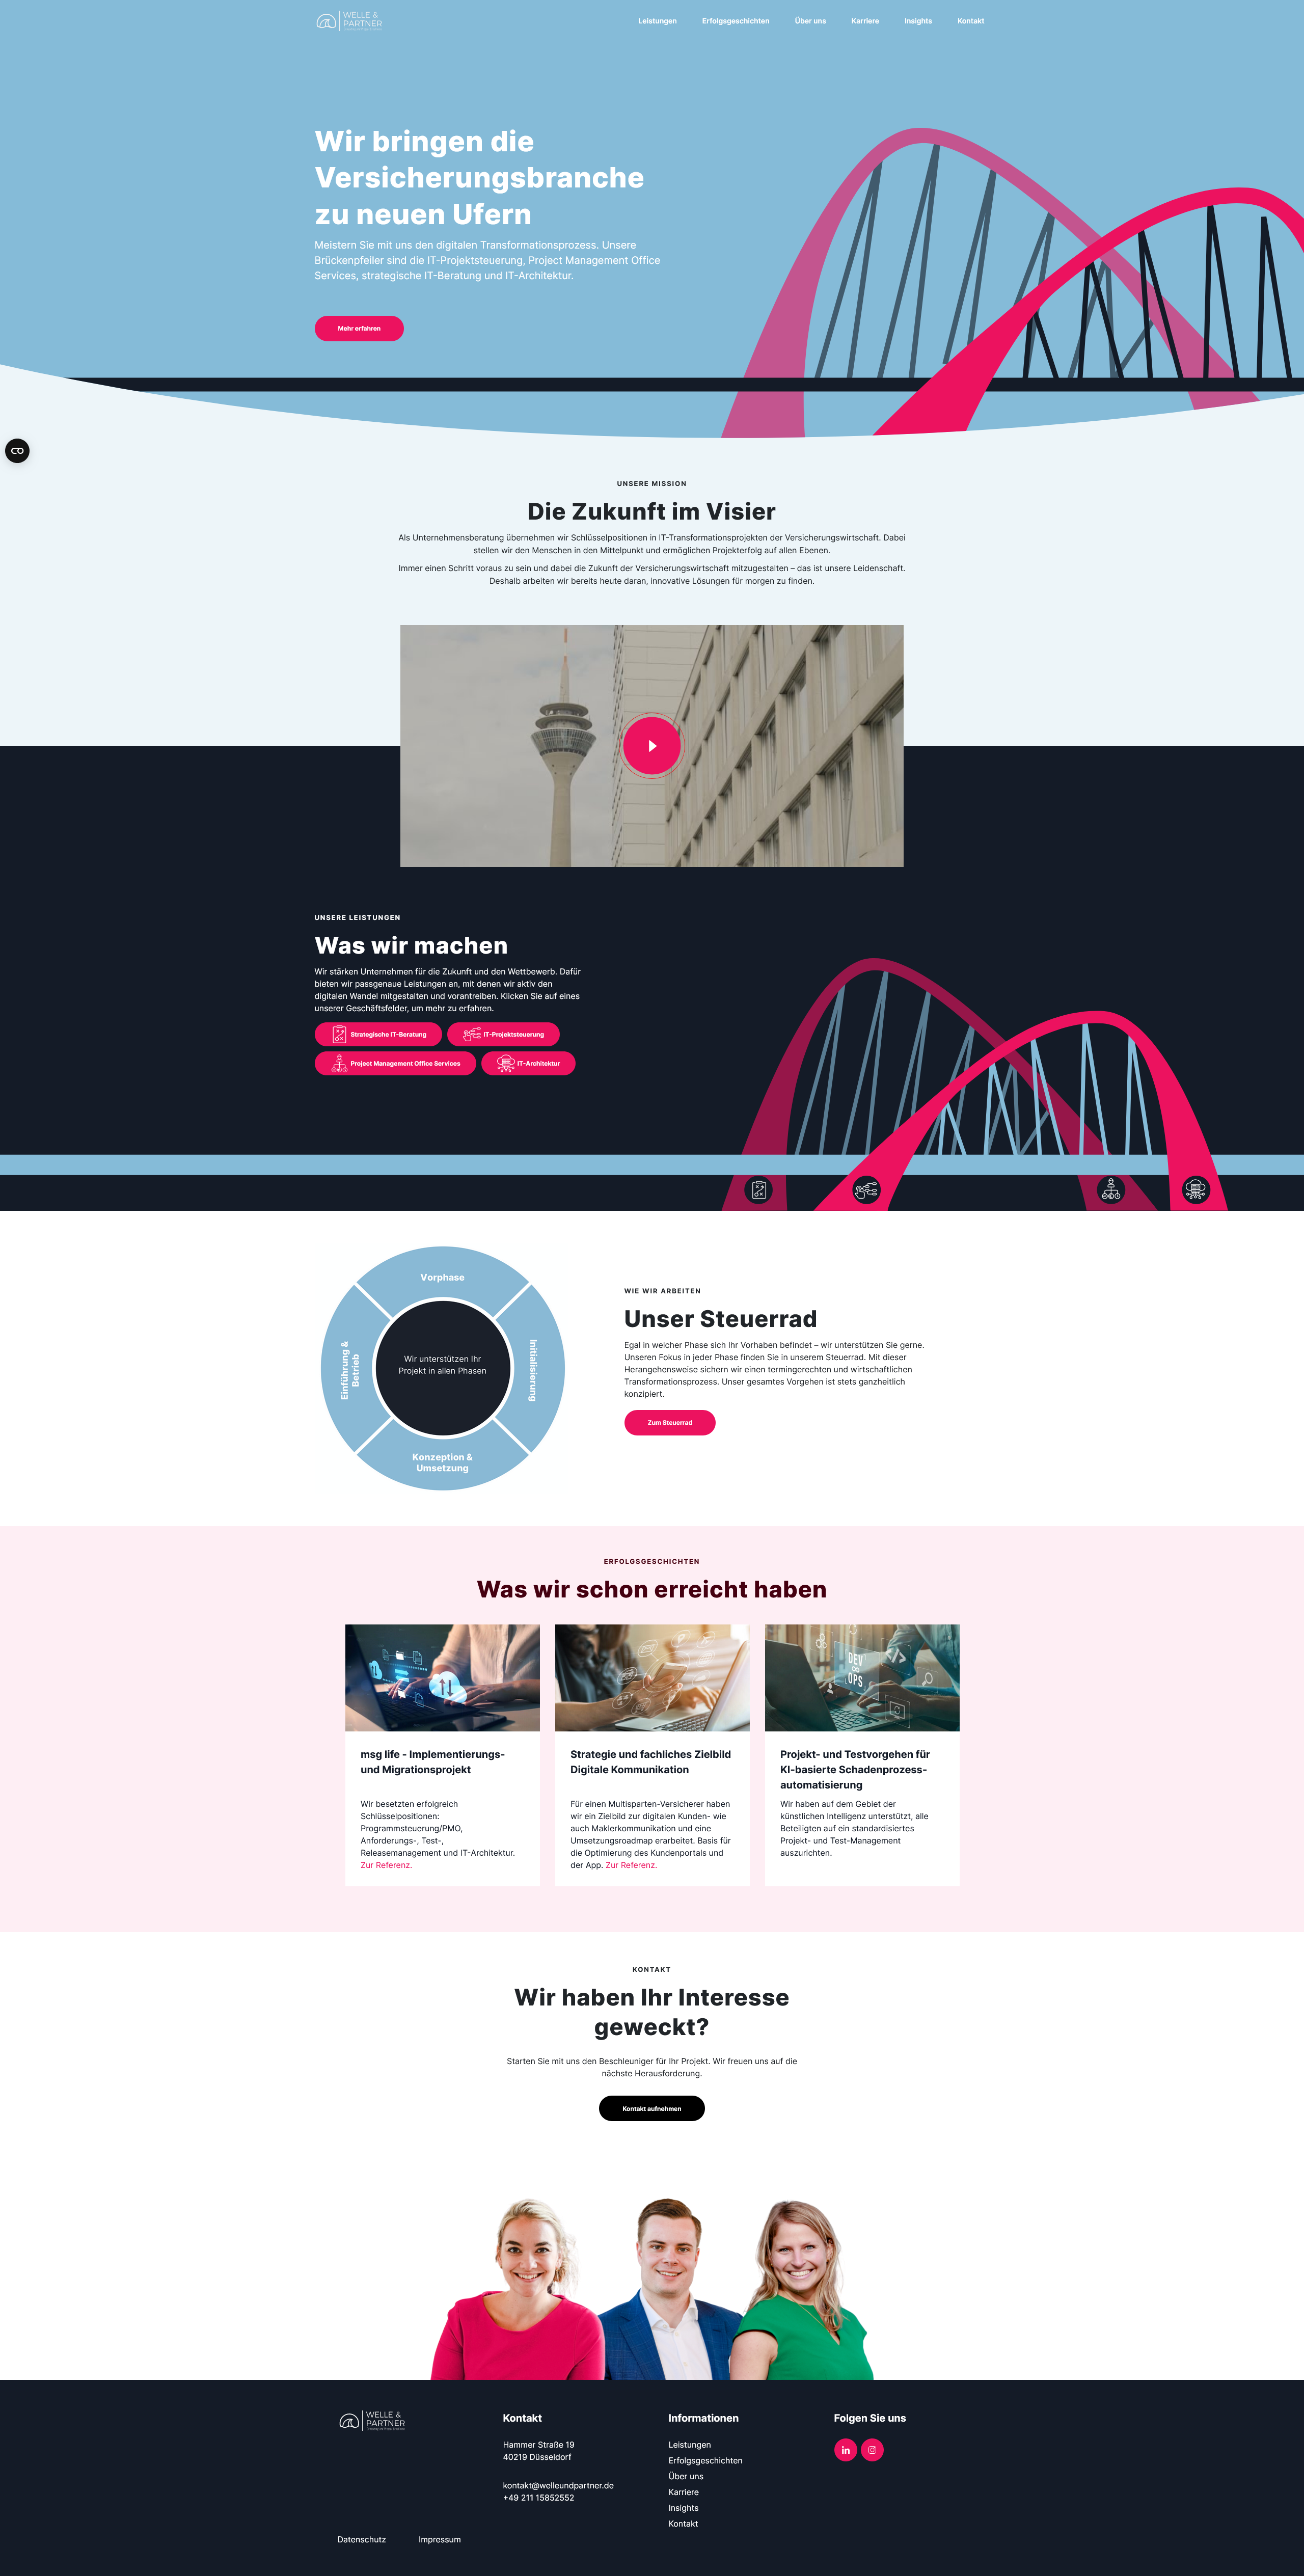 WELLE &
PARTNER
Leistungen
Erfolgsgeschichten
Über uns
Karriere
Insights
Kontakt
Wir bringen die
Versicherungsbranche
zu neuen Ufern
Meistern Sie mit uns den digitalen Transformationsprozess. Unsere
Brückenpfeiler sind die IT-Projektsteuerung, Project Management Office
Services, strategische IT-Beratung und IT-Architektur.
Mehr erfahren
UNSERE MISSION
Die Zukunft im Visier
Als Unternehmensberatung übernehmen wir Schlüsselpositionen in IT-Transformationsprojekten der Versicherungswirtschaft. Dabei
stellen wir den Menschen in den Mittelpunkt und ermöglichen Projekterfolg auf allen Ebenen.
Immer einen Schritt voraus zu sein und dabei die Zukunft der Versicherungswirtschaft mitzugestalten – das ist unsere Leidenschaft.
Deshalb arbeiten wir bereits heute daran, innovative Lösungen für morgen zu finden.
UNSERE LEISTUNGEN
Was wir machen
Wir stärken Unternehmen für die Zukunft und den Wettbewerb. Dafür
bieten wir passgenaue Leistungen an, mit denen wir aktiv den
digitalen Wandel mitgestalten und vorantreiben. Klicken Sie auf eines
unserer Geschäftsfelder, um mehr zu erfahren.
Strategische IT-Beratung
IT-Projektsteuerung
Project Management Office Services
IT-Architektur
Vorphase
Initialisierung
Konzeption &
Umsetzung
Einführung &
Betrieb
Wir unterstützen Ihr
Projekt in allen Phasen
WIE WIR ARBEITEN
Unser Steuerrad
Egal in welcher Phase sich Ihr Vorhaben befindet – wir unterstützen Sie gerne.
Unseren Fokus in jeder Phase finden Sie in unserem Steuerrad. Mit dieser
Herangehensweise sichern wir einen termingerechten und wirtschaftlichen
Transformationsprozess. Unser gesamtes Vorgehen ist stets ganzheitlich
konzipiert.
Zum Steuerrad
ERFOLGSGESCHICHTEN
Was wir schon erreicht haben
msg life - Implementierungs-
und Migrationsprojekt
Wir besetzten erfolgreich
Schlüsselpositionen:
Programmsteuerung/PMO,
Anforderungs-, Test-,
Releasemanagement und IT-Architektur.
Zur Referenz.
Strategie und fachliches Zielbild
Digitale Kommunikation
Für einen Multisparten-Versicherer haben
wir ein Zielbild zur digitalen Kunden- wie
auch Maklerkommunikation und eine
Umsetzungsroadmap erarbeitet. Basis für
die Optimierung des Kundenportals und
der App. Zur Referenz.
DEV
OPS
Projekt- und Testvorgehen für
KI-basierte Schadenprozess-
automatisierung
Wir haben auf dem Gebiet der
künstlichen Intelligenz unterstützt, alle
Beteiligten auf ein standardisiertes
Projekt- und Test-Management
auszurichten.
KONTAKT
Wir haben Ihr Interesse
geweckt?
Starten Sie mit uns den Beschleuniger für Ihr Projekt. Wir freuen uns auf die
nächste Herausforderung.
Kontakt aufnehmen
WELLE &
PARTNER
Kontakt
Hammer Straße 19
40219 Düsseldorf
kontakt@welleundpartner.de
+49 211 15852552
Informationen
Leistungen
Erfolgsgeschichten
Über uns
Karriere
Insights
Kontakt
Folgen Sie uns
in
Datenschutz
Impressum